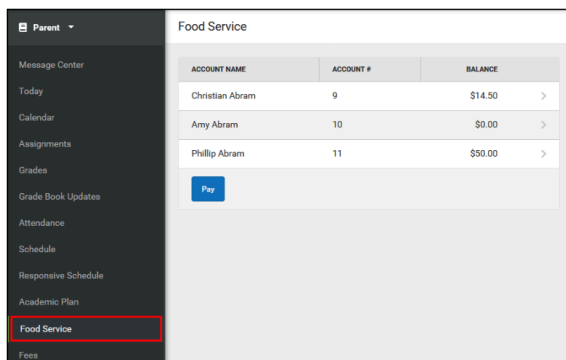 Parent
Message Center
Today
Calendar
Assignments
Grades
Grade Book Updates
Attendance
Schedule
Responsive Schedule
Academic Plan
Food Service
Fees
Food Service
ACCOUNT NAME ACCOUNT # BALANCE
Christian Abram 9 $14.50
Amy Abram 10 $0.00
Phillip Abram 11 $50.00
Pay